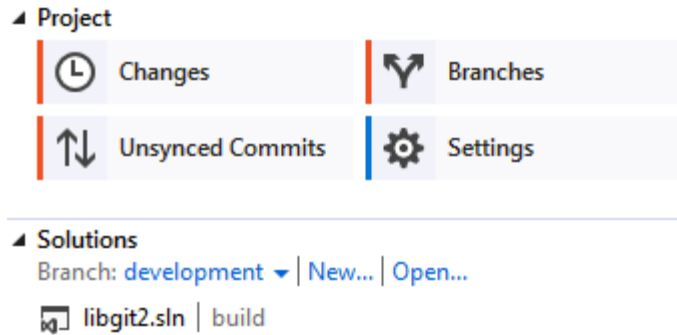 Project
Changes
Branches
Unsynced Commits
Settings
Solutions
Branch: development | New... | Open...
libgit2.sln | build